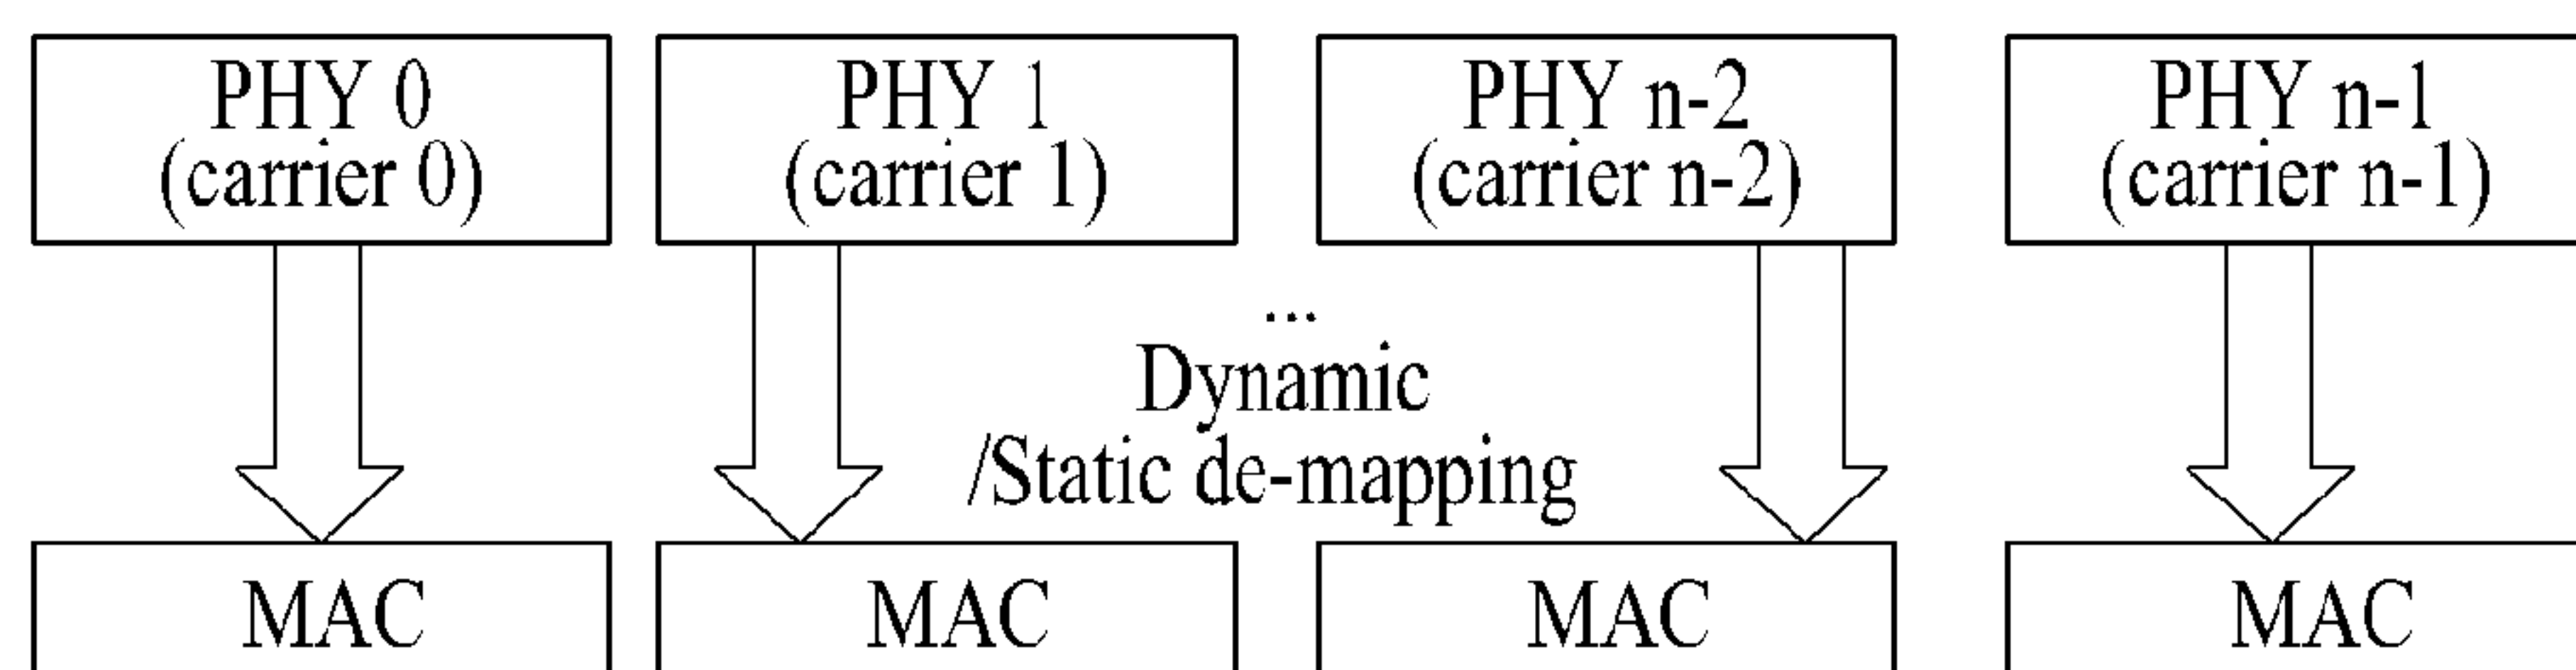 PHY 0
(carrier 0)
PHY 1
(carrier 1)
PHY n-2
(carrier n-2)
PHY n-1
(carrier n-1)
...
Dynamic
/Static de-mapping
MAC
MAC
MAC
MAC